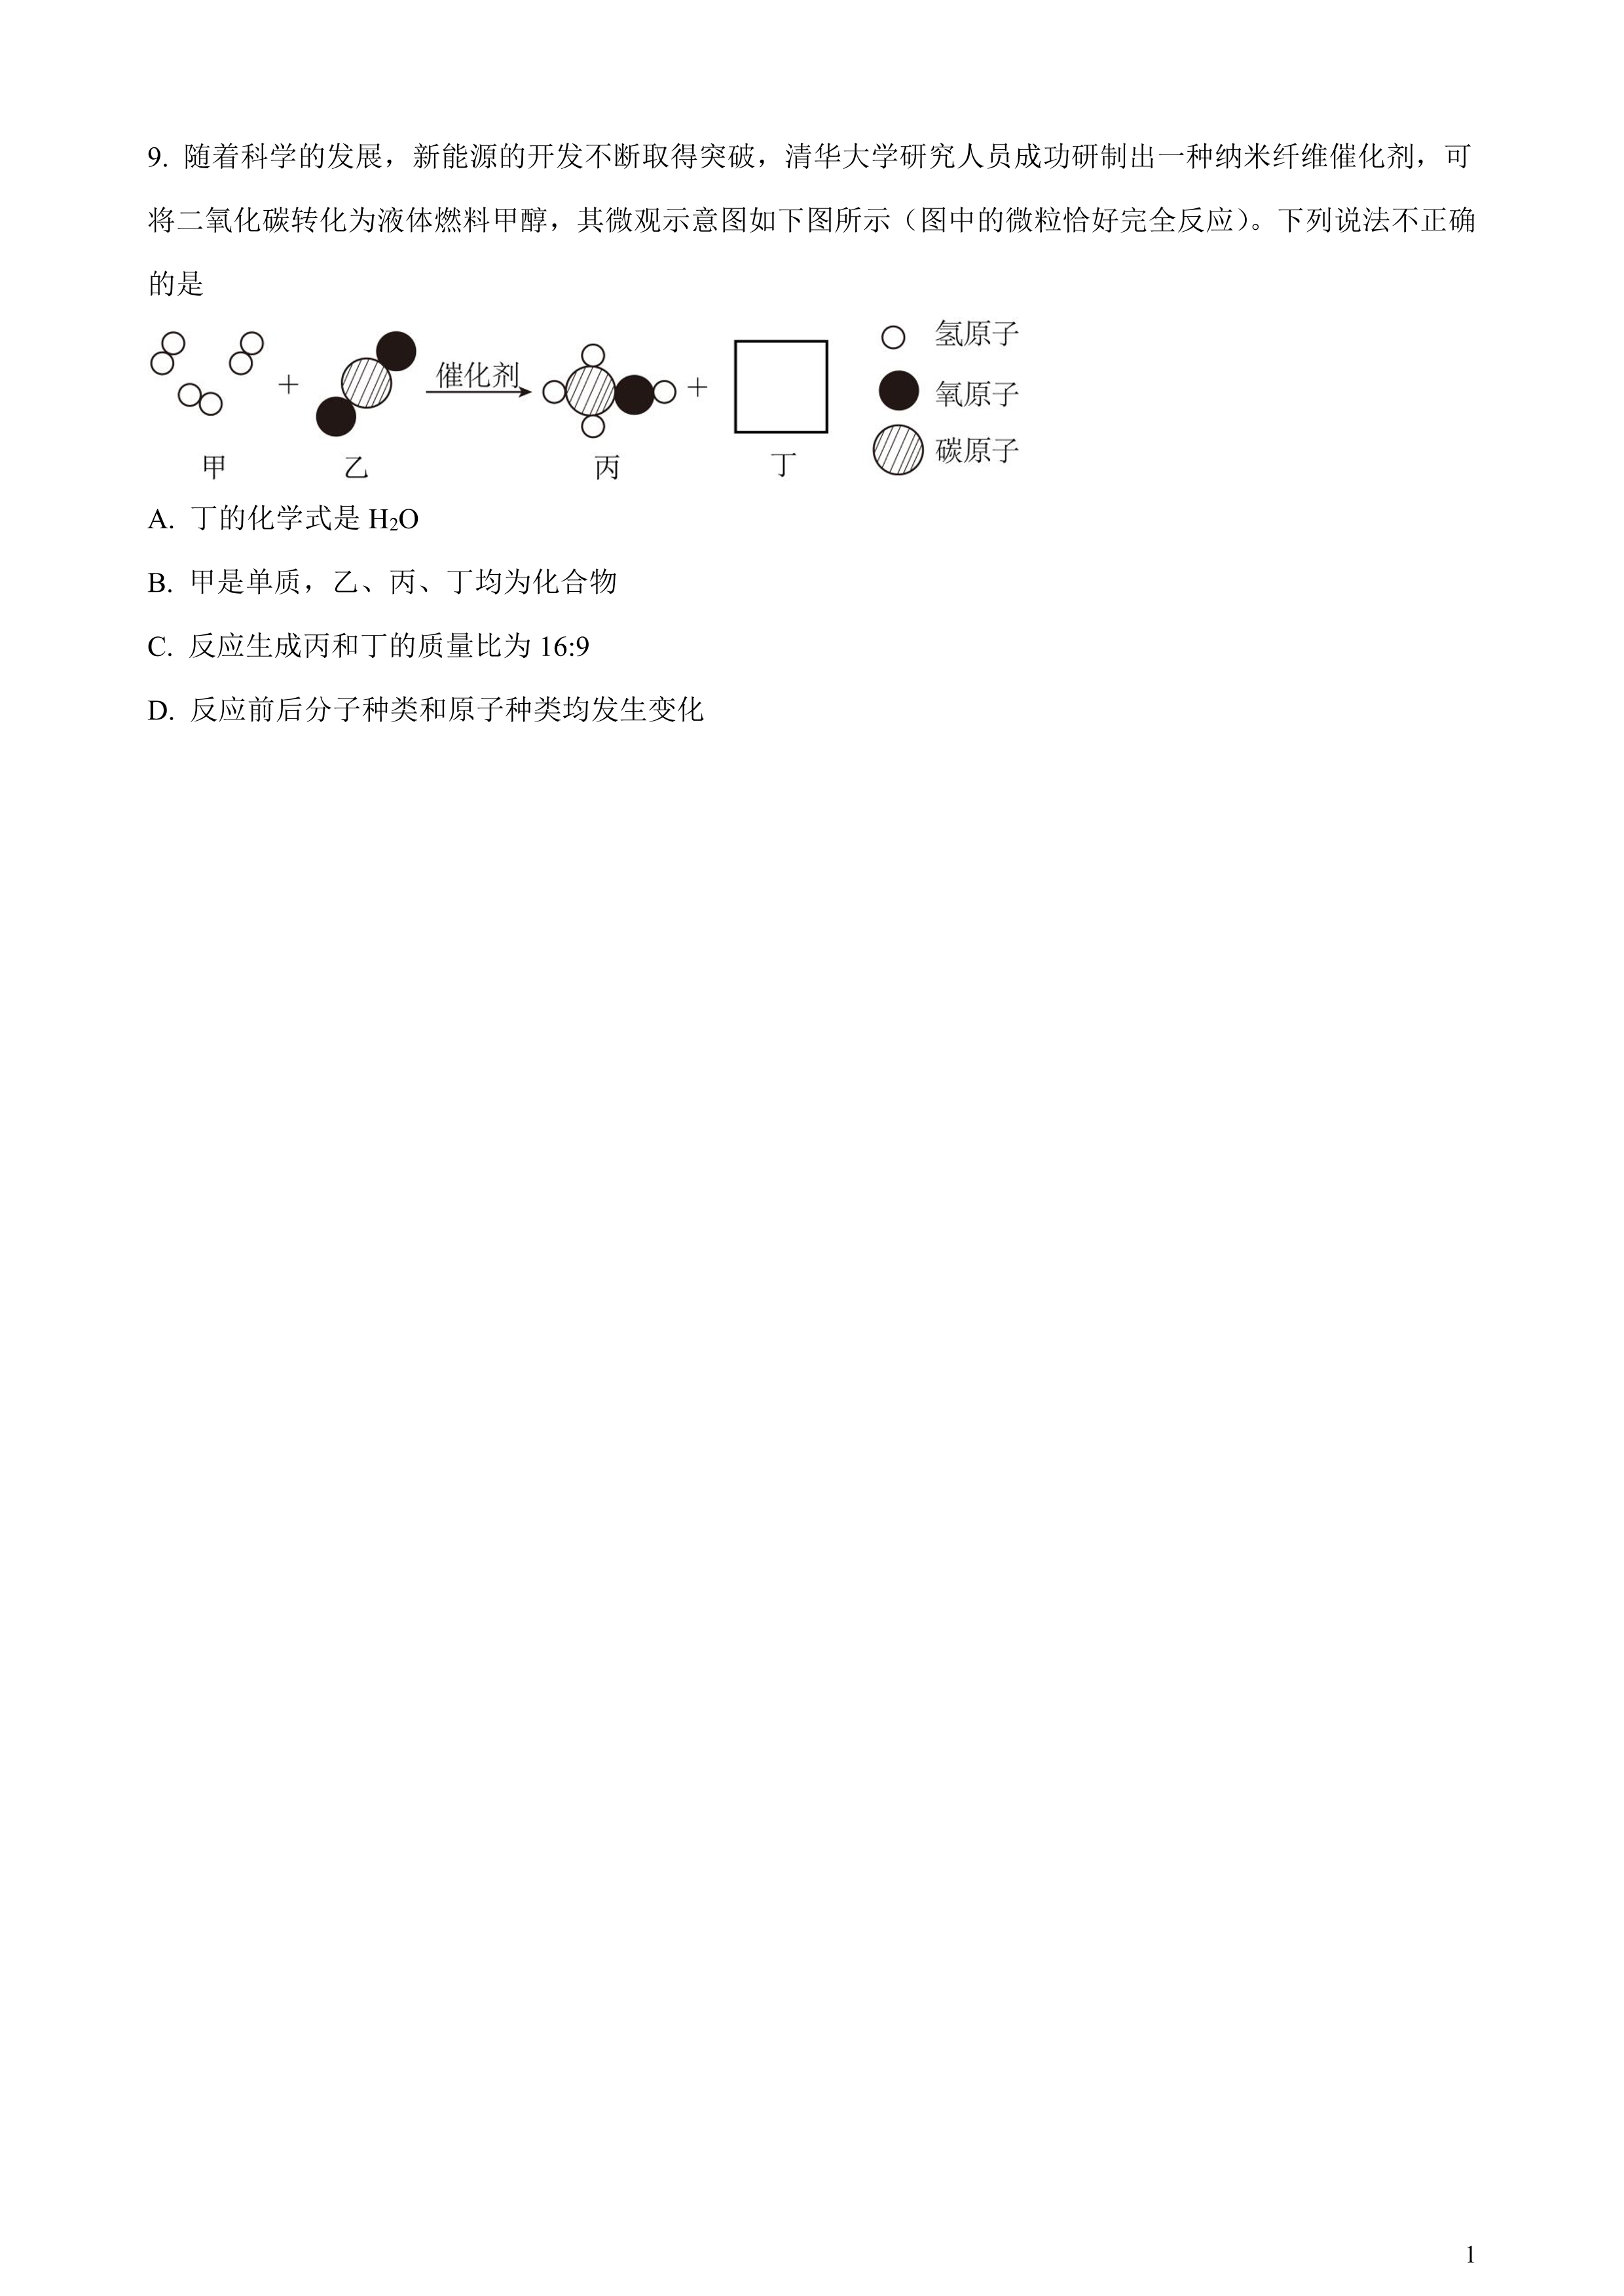 9. 随着科学的发展，新能源的开发不断取得突破，清华大学研究人员成功研制出一种纳米纤维催化剂，可
将二氧化碳转化为液体燃料甲醇，其微观示意图如下图所示（图中的微粒恰好完全反应）。下列说法不正确
的是
+ 催化剂 +
甲 乙 丙 丁
氢原子
氧原子
碳原子
A. 丁的化学式是 H₂O
B. 甲是单质，乙、丙、丁均为化合物
C. 反应生成丙和丁的质量比为 16:9
D. 反应前后分子种类和原子种类均发生变化
1